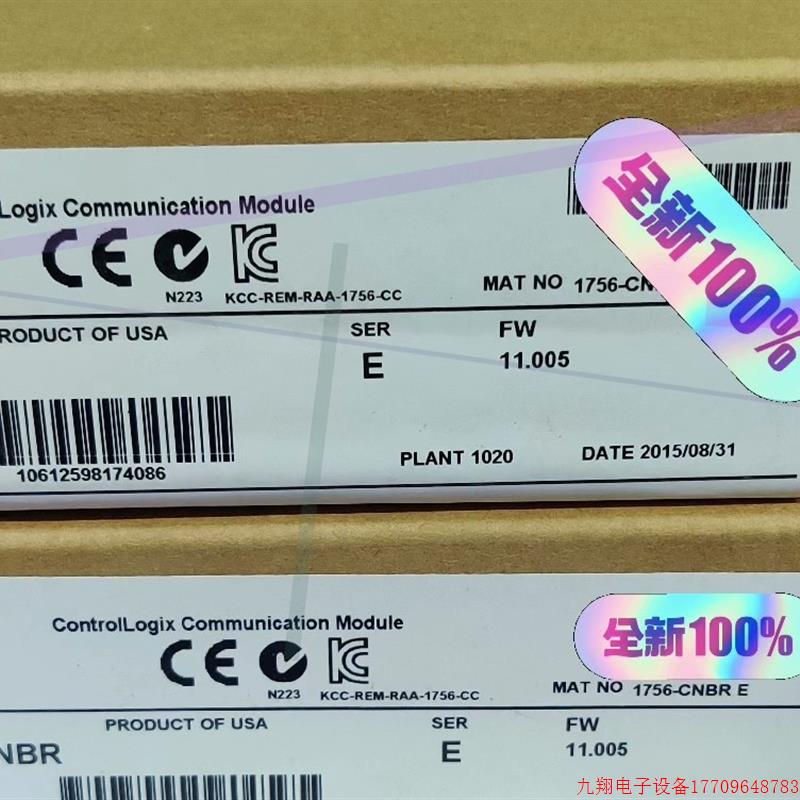 Logix Communication Module
CE
N223
KCC-REM-RAA-1756-CC
MAT NO 1756-CN
全新100%
RODUCT OF USA
SER
FW
E
11.005
10612598174086
PLANT 1020
DATE 2015/08/31
ControlLogix Communication Module
CE
N223
KCC-REM-RAA-1756-CC
全新100%
MAT NO 1756-CNBR E
PRODUCT OF USA
SER
FW
NBR
E
11.005
九翔电子设备17709648783